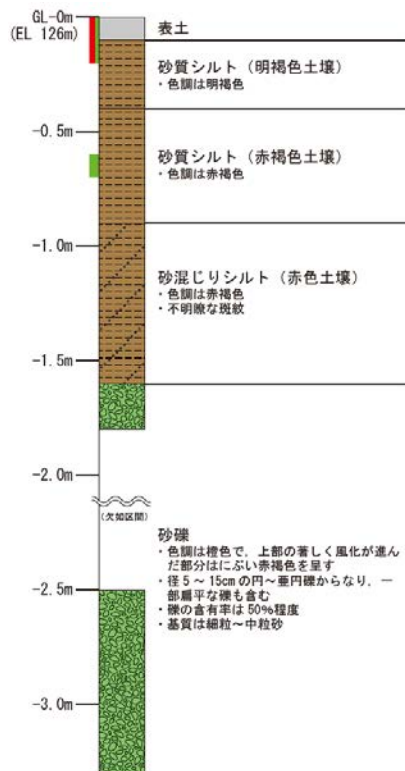 GL-0m
(EL 126m)
表土
砂質シルト（明褐色土壌）
・色調は明褐色
-0.5m
砂質シルト（赤褐色土壌）
・色調は赤褐色
-1.0m
砂混じりシルト（赤色土壌）
・色調は赤褐色
・不明瞭な斑紋
-1.5m
-2.0m
(欠如区間)
砂礫
・色調は橙色で，上部の著しく風化が進ん
だ部分はにぶい赤褐色を呈す
・径5～15cmの円～亜円礫からなり，一
部扁平な礫も含む
・礫の含有率は50%程度
・基質は細粒～中粒砂
-2.5m
-3.0m